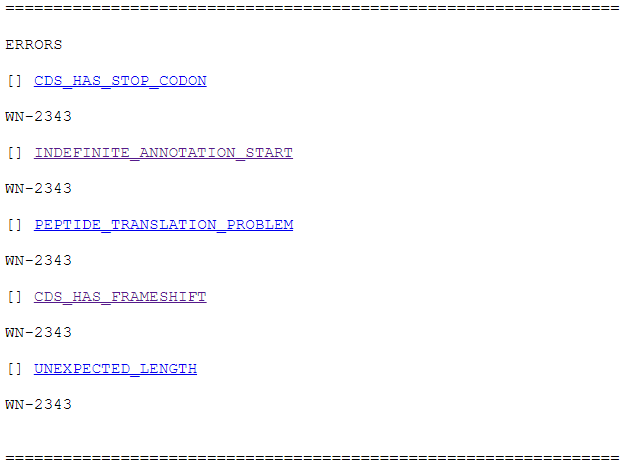 =================================================================
ERRORS
[] CDS_HAS_STOP_CODON
WN-2343
[] INDEFINITE_ANNOTATION_START
WN-2343
[] PEPTIDE_TRANSLATION_PROBLEM
WN-2343
[] CDS_HAS_FRAMESHIFT
WN-2343
[] UNEXPECTED_LENGTH
WN-2343
=================================================================